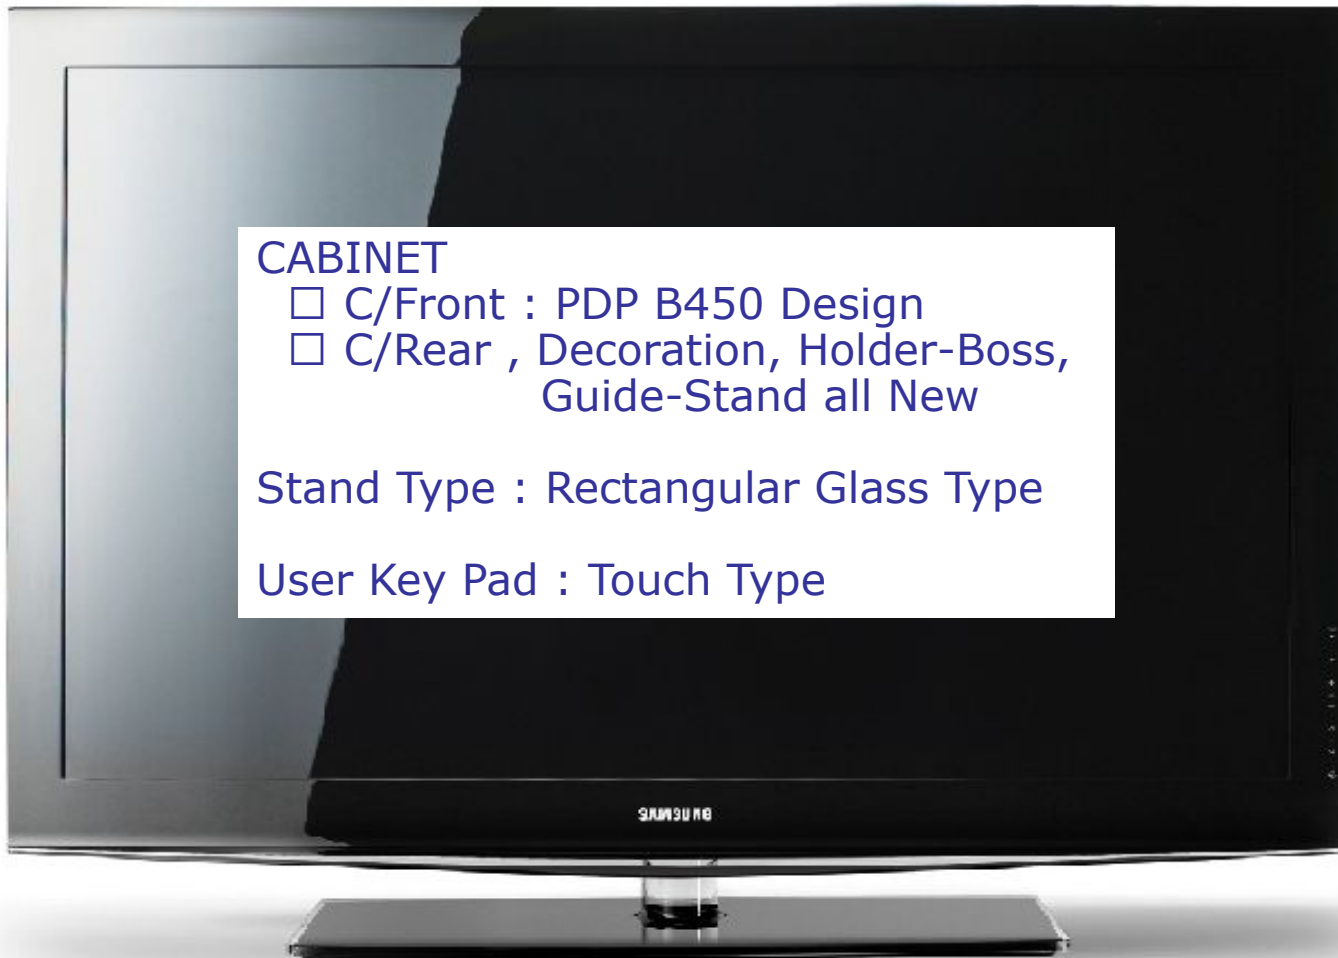 CABINET
☐ C/Front : PDP B450 Design
☐ C/Rear , Decoration, Holder-Boss,
Guide-Stand all New
Stand Type : Rectangular Glass Type
User Key Pad : Touch Type
SAMSUNG